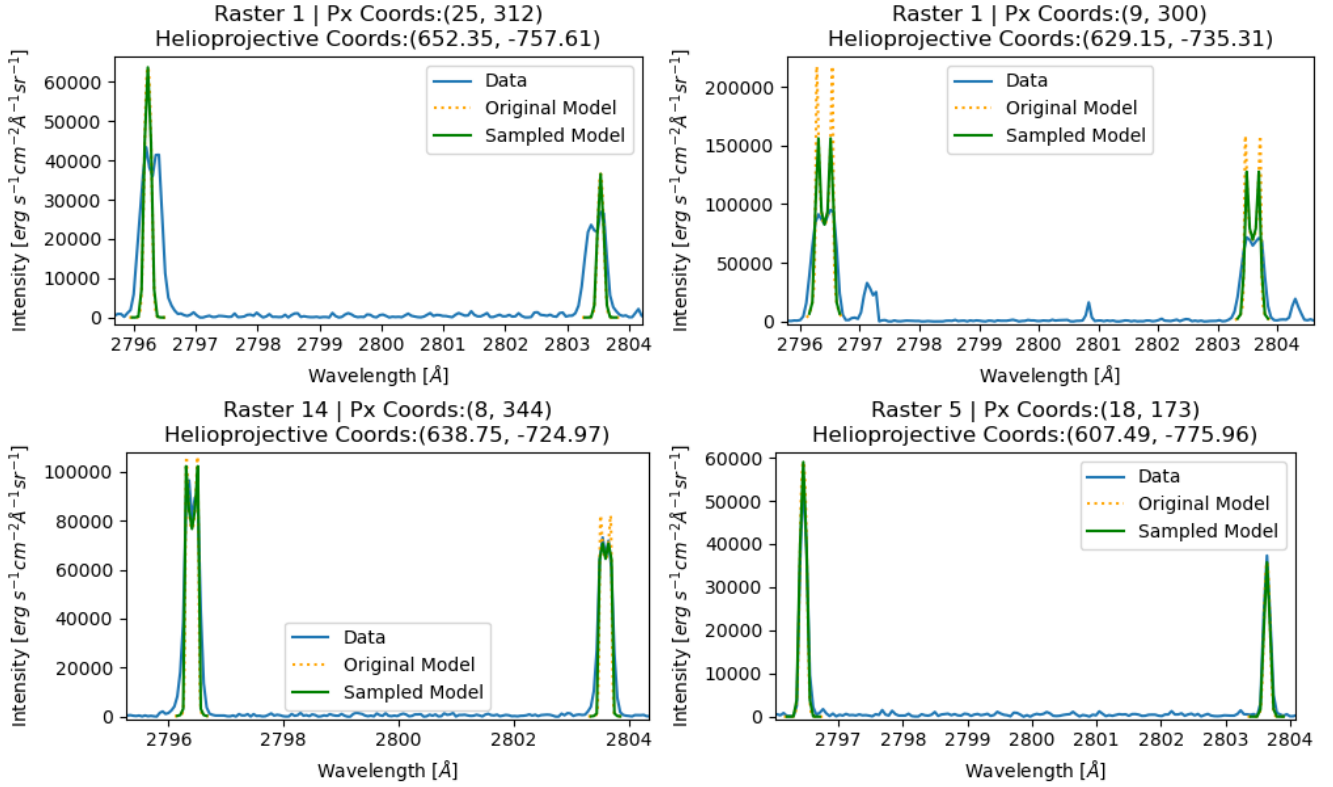 Raster 1 | Px Coords:(25, 312)
Helioprojective Coords:(652.35, -757.61)
Intensity [erg s⁻¹cm⁻²Å⁻¹sr⁻¹]
60000
50000
40000
30000
20000
10000
0
Data
Original Model
Sampled Model
2796 2797 2798 2799 2800 2801 2802 2803 2804
Wavelength [Å]
Raster 1 | Px Coords:(9, 300)
Helioprojective Coords:(629.15, -735.31)
Intensity [erg s⁻¹cm⁻²Å⁻¹sr⁻¹]
200000
150000
100000
50000
0
Data
Original Model
Sampled Model
2796 2797 2798 2799 2800 2801 2802 2803 2804
Wavelength [Å]
Raster 14 | Px Coords:(8, 344)
Helioprojective Coords:(638.75, -724.97)
Intensity [erg s⁻¹cm⁻²Å⁻¹sr⁻¹]
100000
80000
60000
40000
20000
0
Data
Original Model
Sampled Model
2796 2798 2800 2802 2804
Wavelength [Å]
Raster 5 | Px Coords:(18, 173)
Helioprojective Coords:(607.49, -775.96)
Intensity [erg s⁻¹cm⁻²Å⁻¹sr⁻¹]
60000
50000
40000
30000
20000
10000
0
Data
Original Model
Sampled Model
2797 2798 2799 2800 2801 2802 2803 2804
Wavelength [Å]